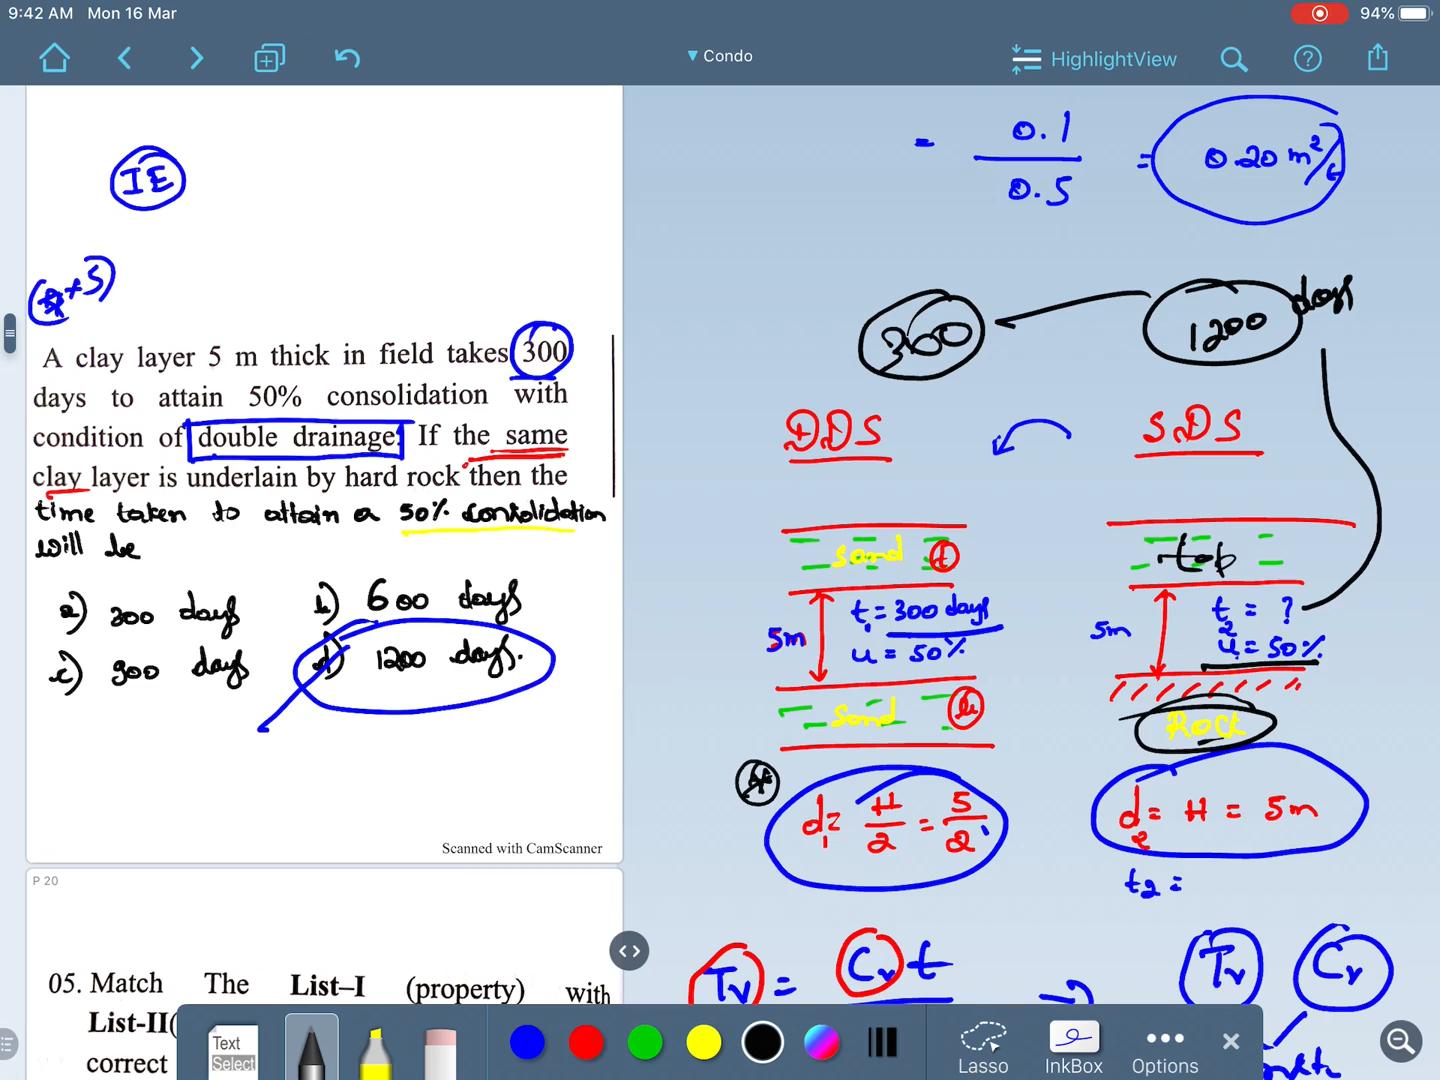 9:42 AM Mon 16 Mar
94%
▼ Condo
HighlightView
IE
A clay layer 5 m thick in field takes 300
days to attain 50% consolidation with
condition of double drainage. If the same
clay layer is underlain by hard rock then the
time taken to attain a 50% consolidation
will be
a) 300 days b) 600 days
c) 900 days d) 1200 days.
Scanned with CamScanner
P 20
05. Match The List–I (property) with
List–II(
correct
= 0.1 / 0.5 = 0.20 m²/
300 1200 days
DDS SDS
sand t top
5m t1 = 300 days 5m t2 = ?
u = 50% u = 50%
sand b Rock
d1 = H/2 = 5/2 d2 = H = 5m
t2 =
Tv = Cv t Tv Cv
Text
Select
Lasso
InkBox
Options